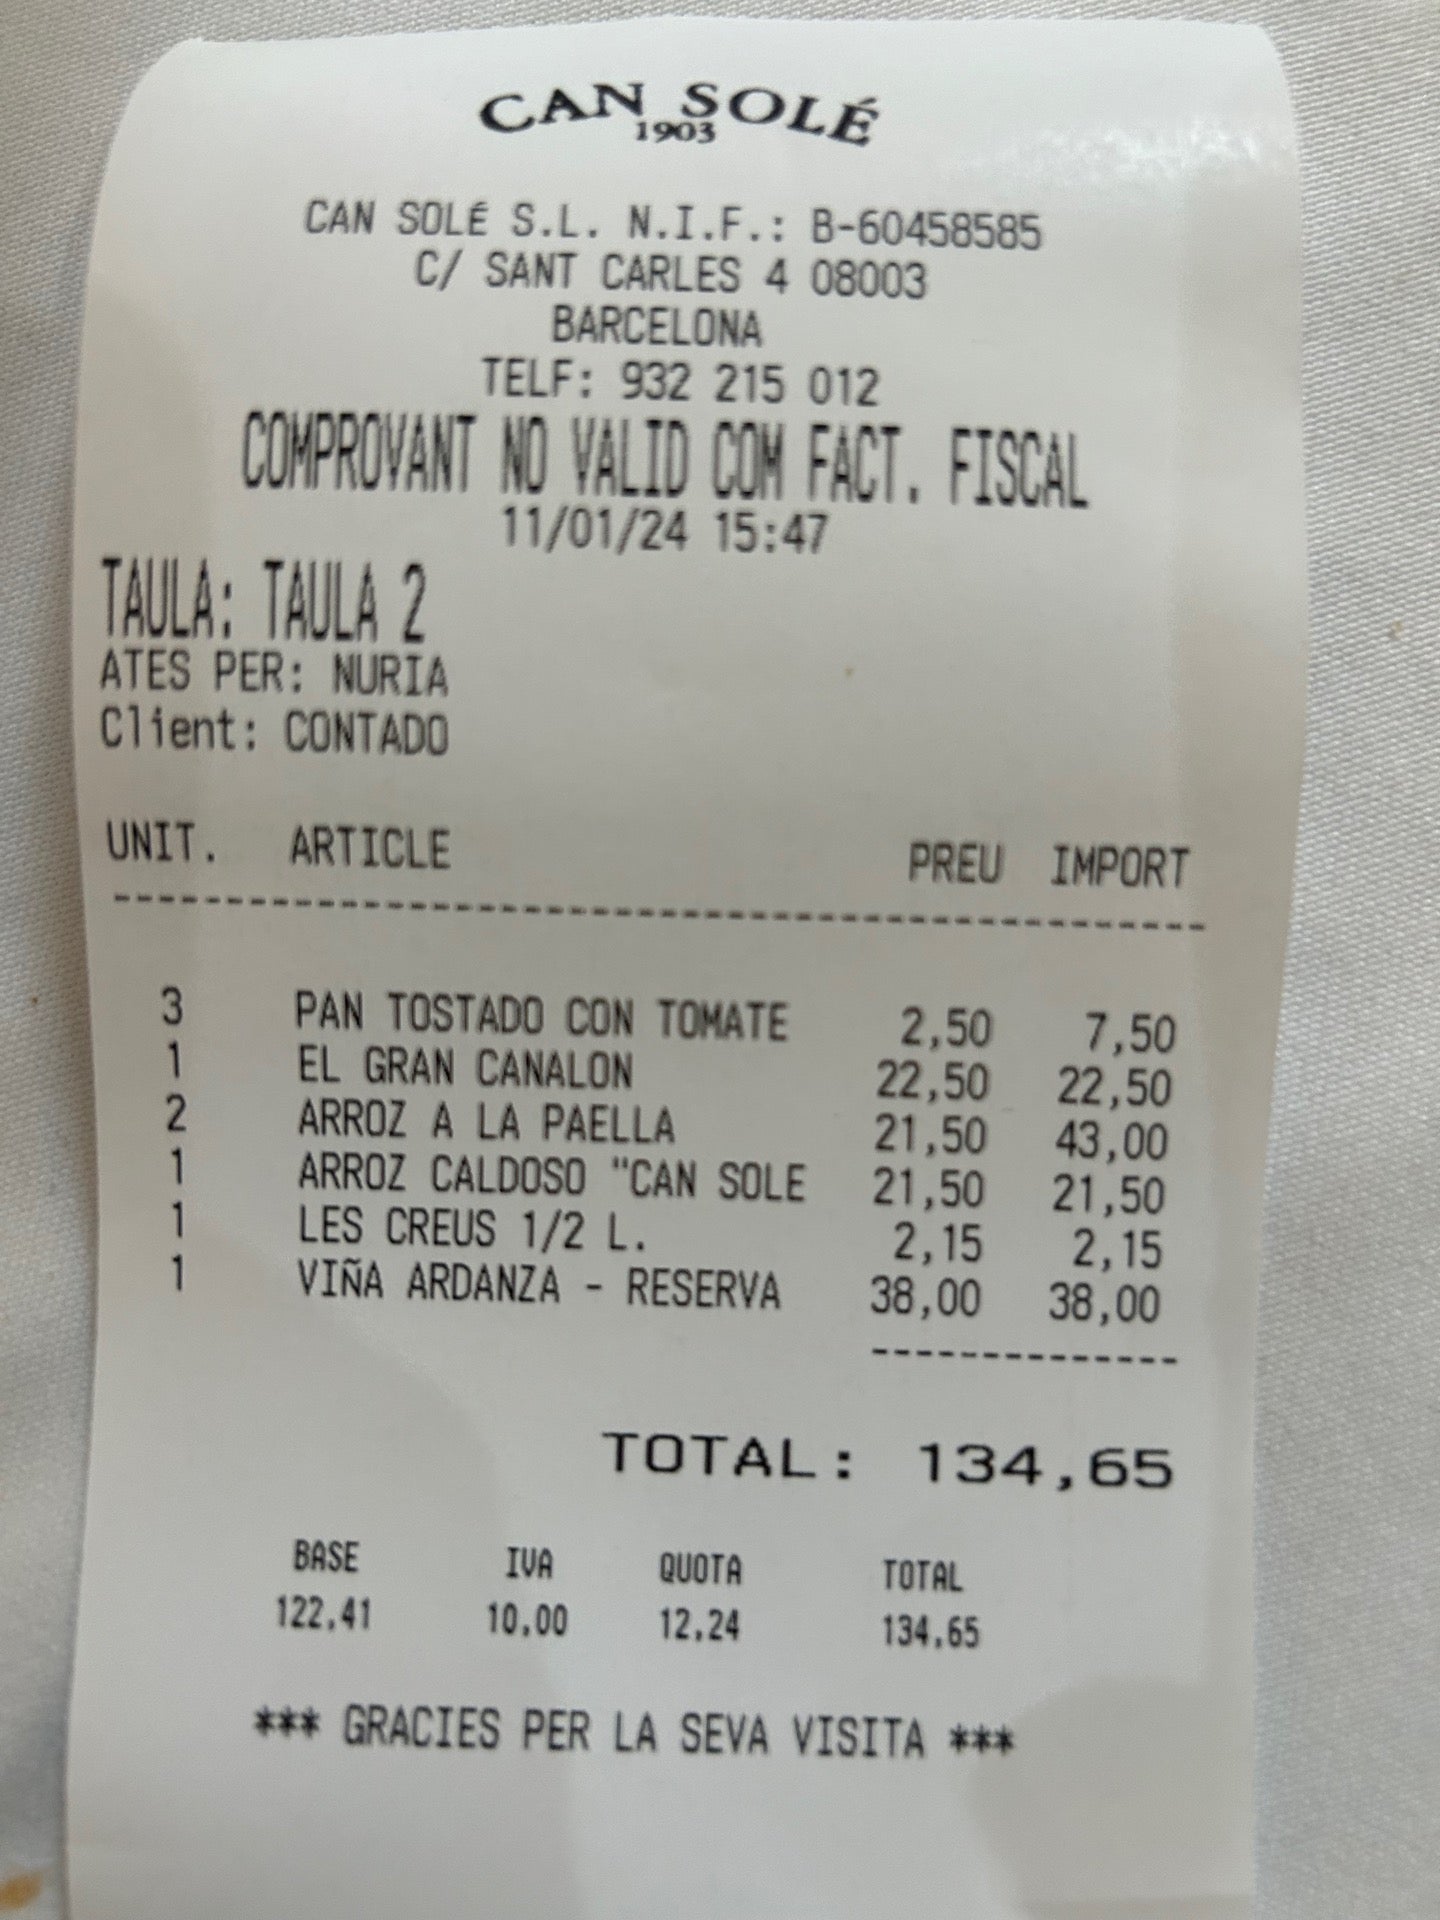 CAN SOLÉ
1903
CAN SOLÉ S.L. N.I.F.: B-60458585
C/ SANT CARLES 4 08003
BARCELONA
TELF: 932 215 012
COMPROVANT NO VALID COM FACT. FISCAL
11/01/24 15:47
TAULA: TAULA 2
ATES PER: NURIA
Client: CONTADO
UNIT. ARTICLE PREU IMPORT
3 PAN TOSTADO CON TOMATE 2,50 7,50
1 EL GRAN CANALON 22,50 22,50
2 ARROZ A LA PAELLA 21,50 43,00
1 ARROZ CALDOSO "CAN SOLE 21,50 21,50
1 LES CREUS 1/2 L. 2,15 2,15
1 VIÑA ARDANZA - RESERVA 38,00 38,00
TOTAL: 134,65
BASE IVA QUOTA TOTAL
122,41 10,00 12,24 134,65
*** GRACIES PER LA SEVA VISITA ***